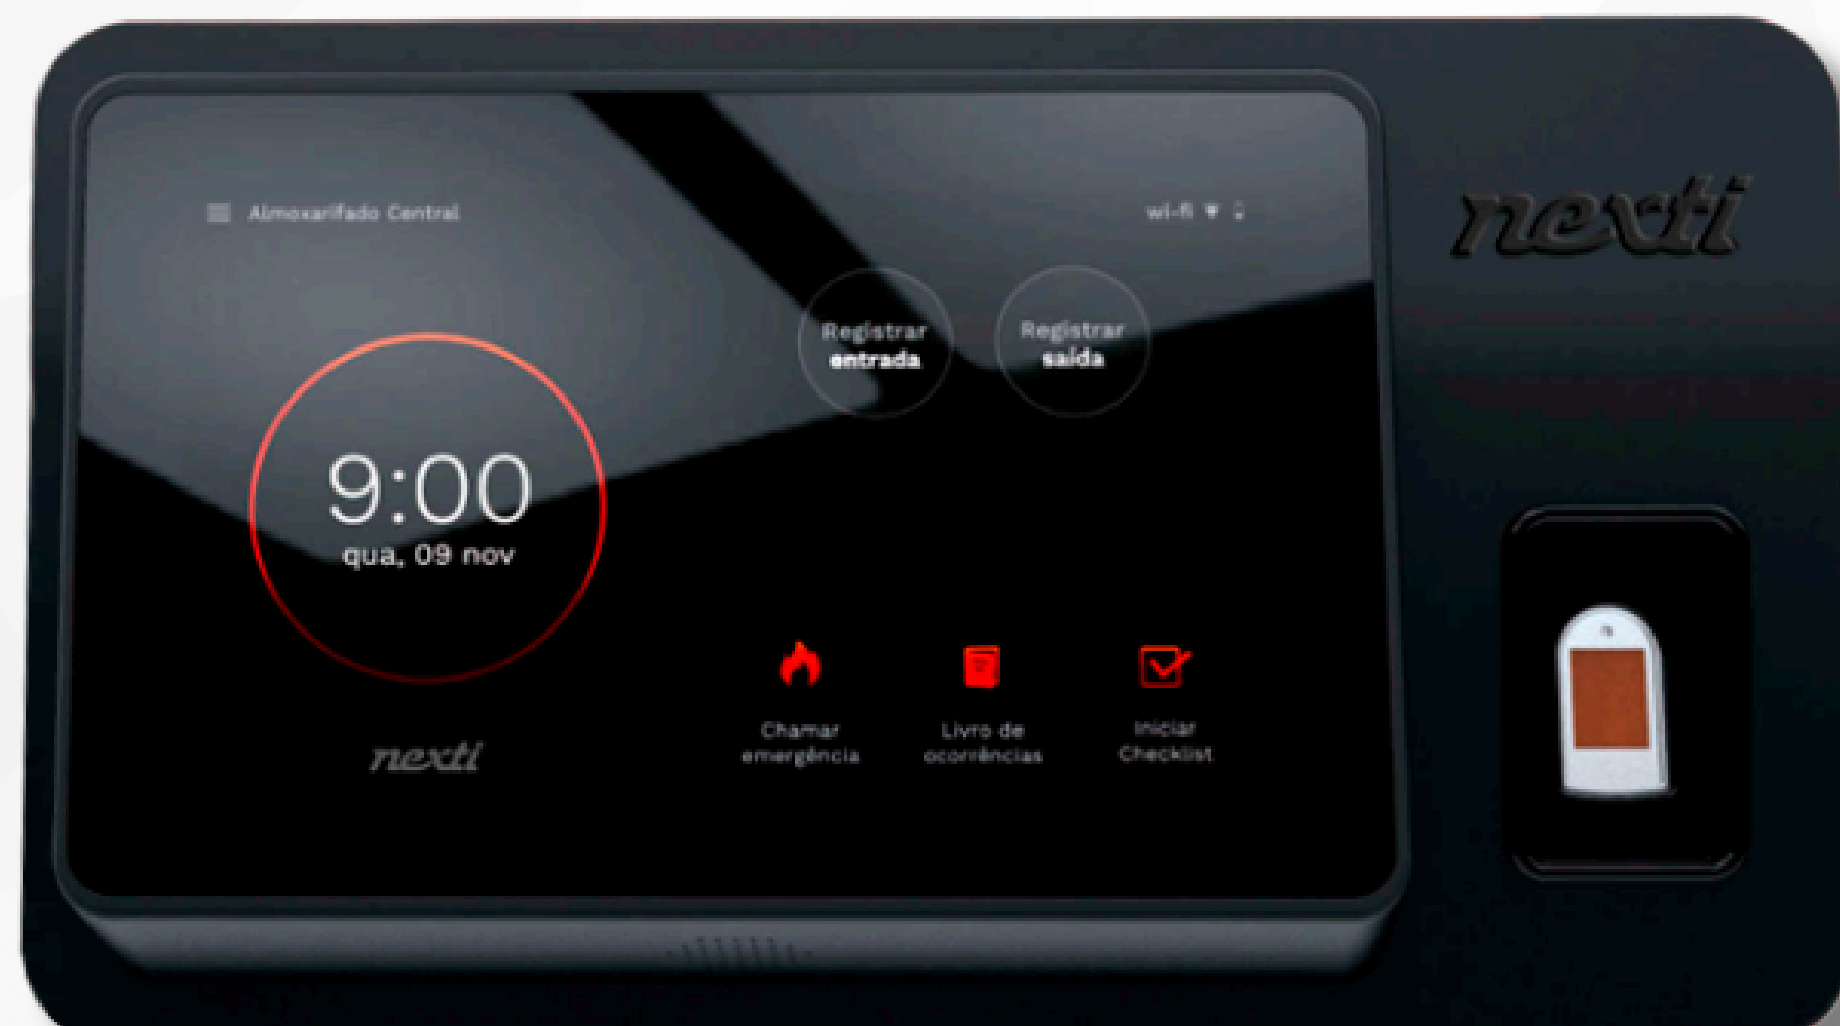 Almoxarifado Central
wi-fi
nexti
Registrar
entrada
Registrar
saída
9:00
qua, 09 nov
Chamar
emergência
Livro de
ocorrências
Iniciar
Checklist
nexti